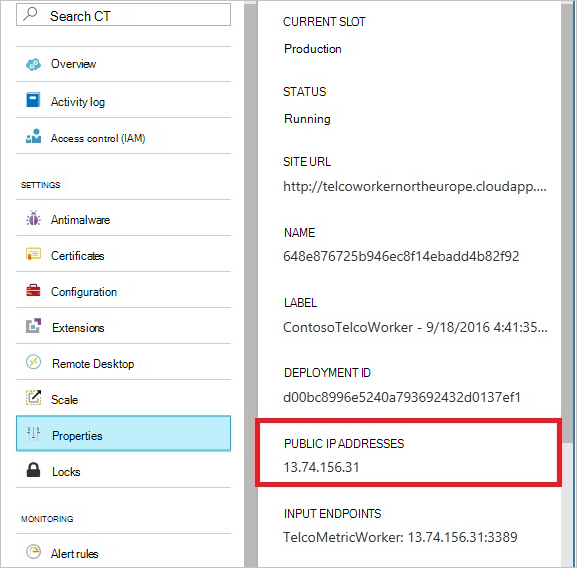 Search CT
Overview
Activity log
Access control (IAM)
SETTINGS
Antimalware
Certificates
Configuration
Extensions
Remote Desktop
Scale
Properties
Locks
MONITORING
Alert rules
CURRENT SLOT
Production
STATUS
Running
SITE URL
http://telcoworkernortheurope.cloudapp....
NAME
648e876725b946ec8f14ebadd4b82f92
LABEL
ContosoTelcoWorker - 9/18/2016 4:41:35...
DEPLOYMENT ID
d00bc8996e5240a793692432d0137ef1
PUBLIC IP ADDRESSES
13.74.156.31
INPUT ENDPOINTS
TelcoMetricWorker: 13.74.156.31:3389